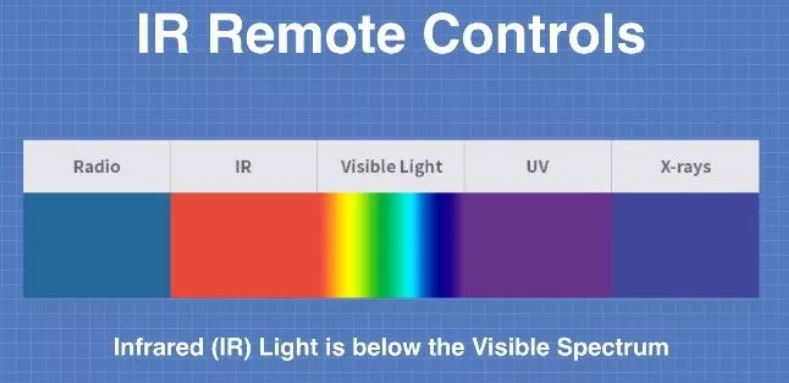 IR Remote Controls
Radio IR Visible Light UV X-rays
Infrared (IR) Light is below the Visible Spectrum